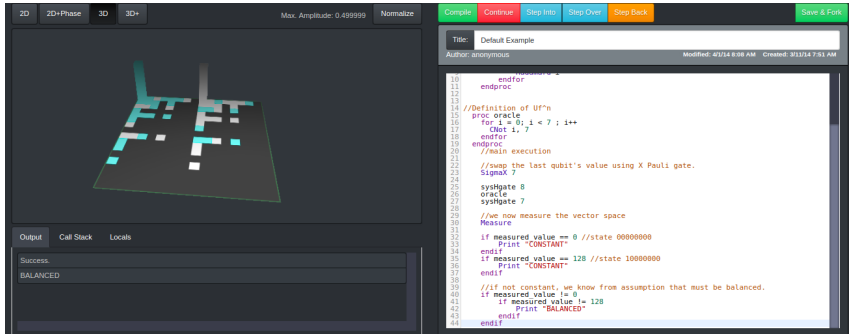 2D 2D+Phase 3D 3D+ Max. Amplitude: 0.499999 Normalize
Compile Continue Step Into Step Over Step Back Save & Fork
Title: Default Example
Author: anonymous Modified: 4/1/14 8:08 AM Created: 3/11/14 7:51 AM
10 endfor
11 endproc
12
13
14 //Definition of Uf^n
15 proc oracle
16 for i = 0; i < 7 ; i++
17 CNot i, 7
18 endfor
19 endproc
20 //main execution
21
22 //swap the last qubit's value using X Pauli gate.
23 SigmaX 7
24
25 sysHgate 8
26 oracle
27 sysHgate 7
28
29 //we now measure the vector space
30 Measure
31
32 if measured_value == 0 //state 00000000
33 Print "CONSTANT"
34 endif
35 if measured_value == 128 //state 10000000
36 Print "CONSTANT"
37 endif
38
39 //if not constant, we know from assumption that must be balanced.
40 if measured_value != 0
41 if measured_value != 128
42 Print "BALANCED"
43 endif
44 endif
Output Call Stack Locals
Success.
BALANCED